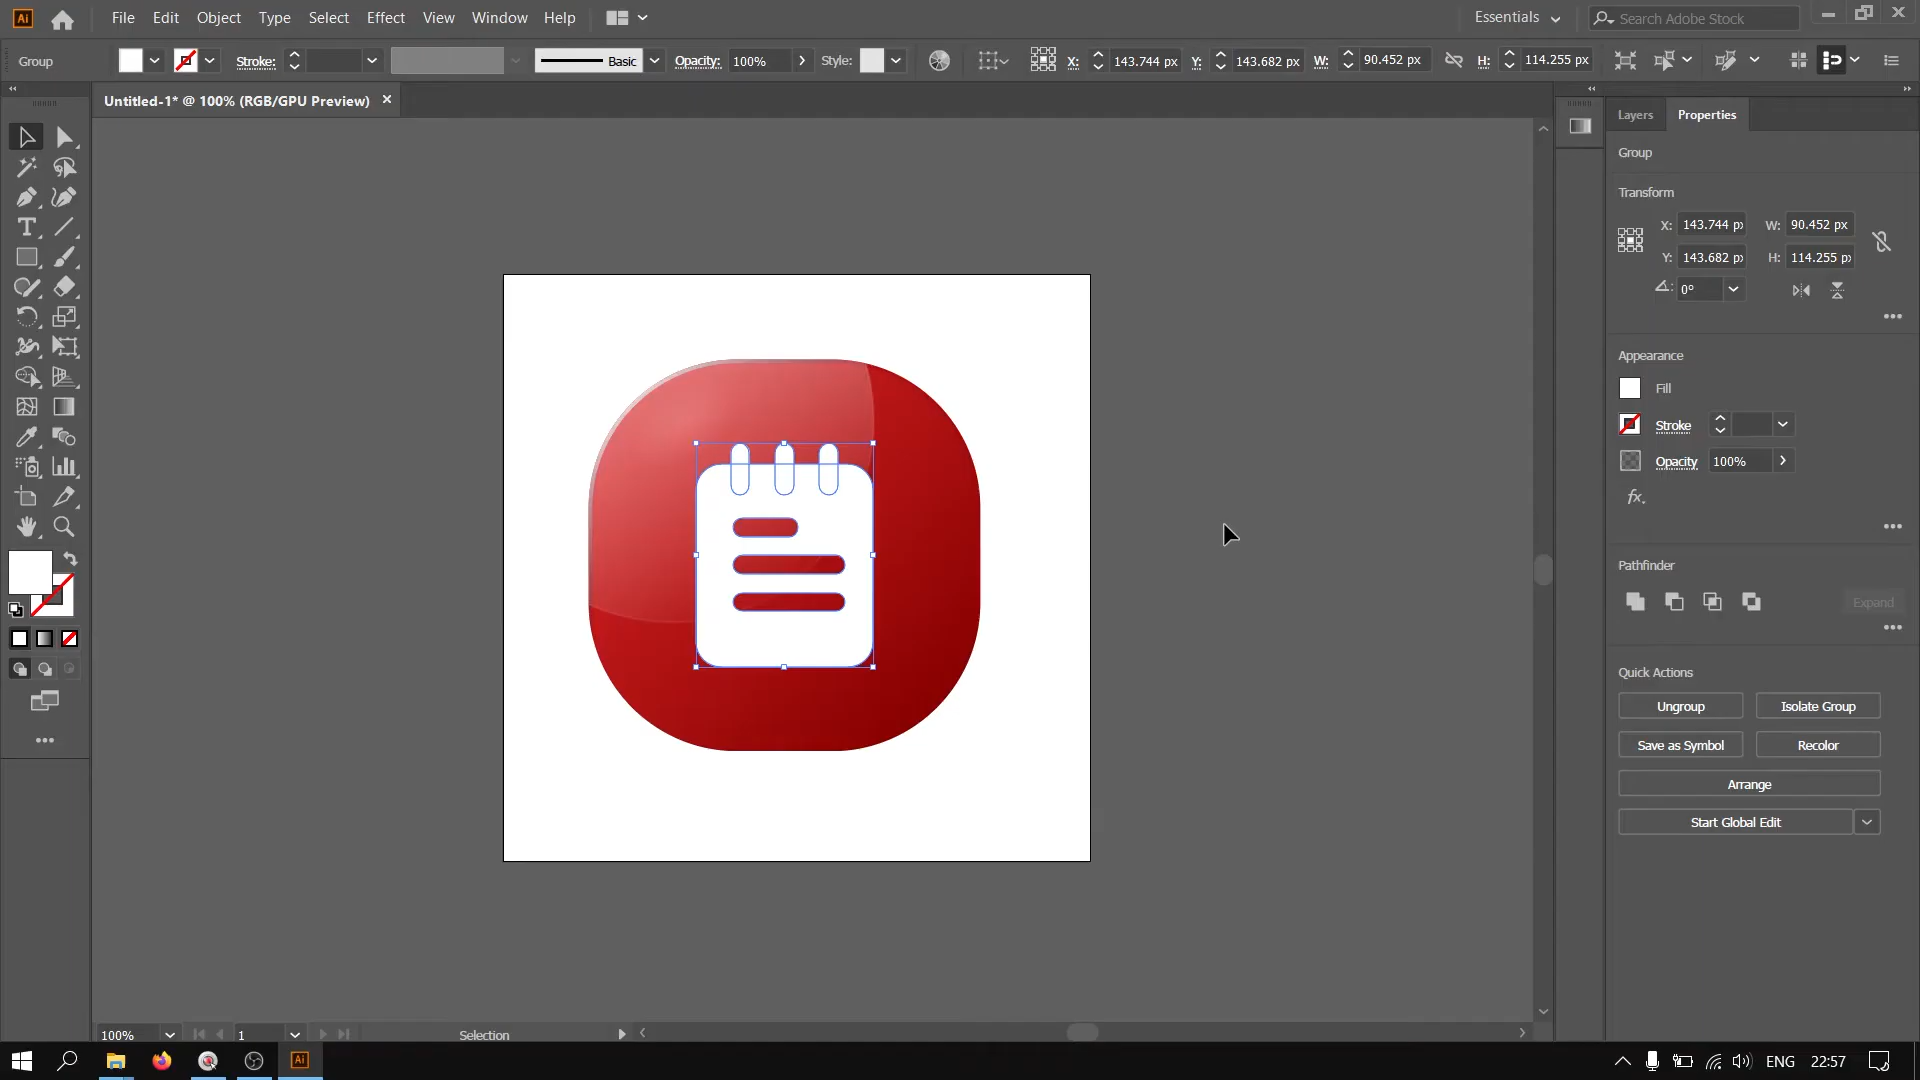 Ai File Edit Object Type Select Effect View Window Help Essentials Search Adobe Stock
Group Stroke: Basic Opacity: 100% Style: X: 143.744 px Y: 143.682 px W: 90.452 px H: 114.255 px
Untitled-1* @ 100% (RGB/GPU Preview)
Layers Properties
Group
Transform
X: 143.744 p W: 90.452 px
Y: 143.682 p H: 114.255 p
0°
Appearance
Fill
Stroke
Opacity 100%
fx.
Pathfinder
Expand
Quick Actions
Ungroup Isolate Group
Save as Symbol Recolor
Arrange
Start Global Edit
100% 1 Selection
Ai ENG 22:57